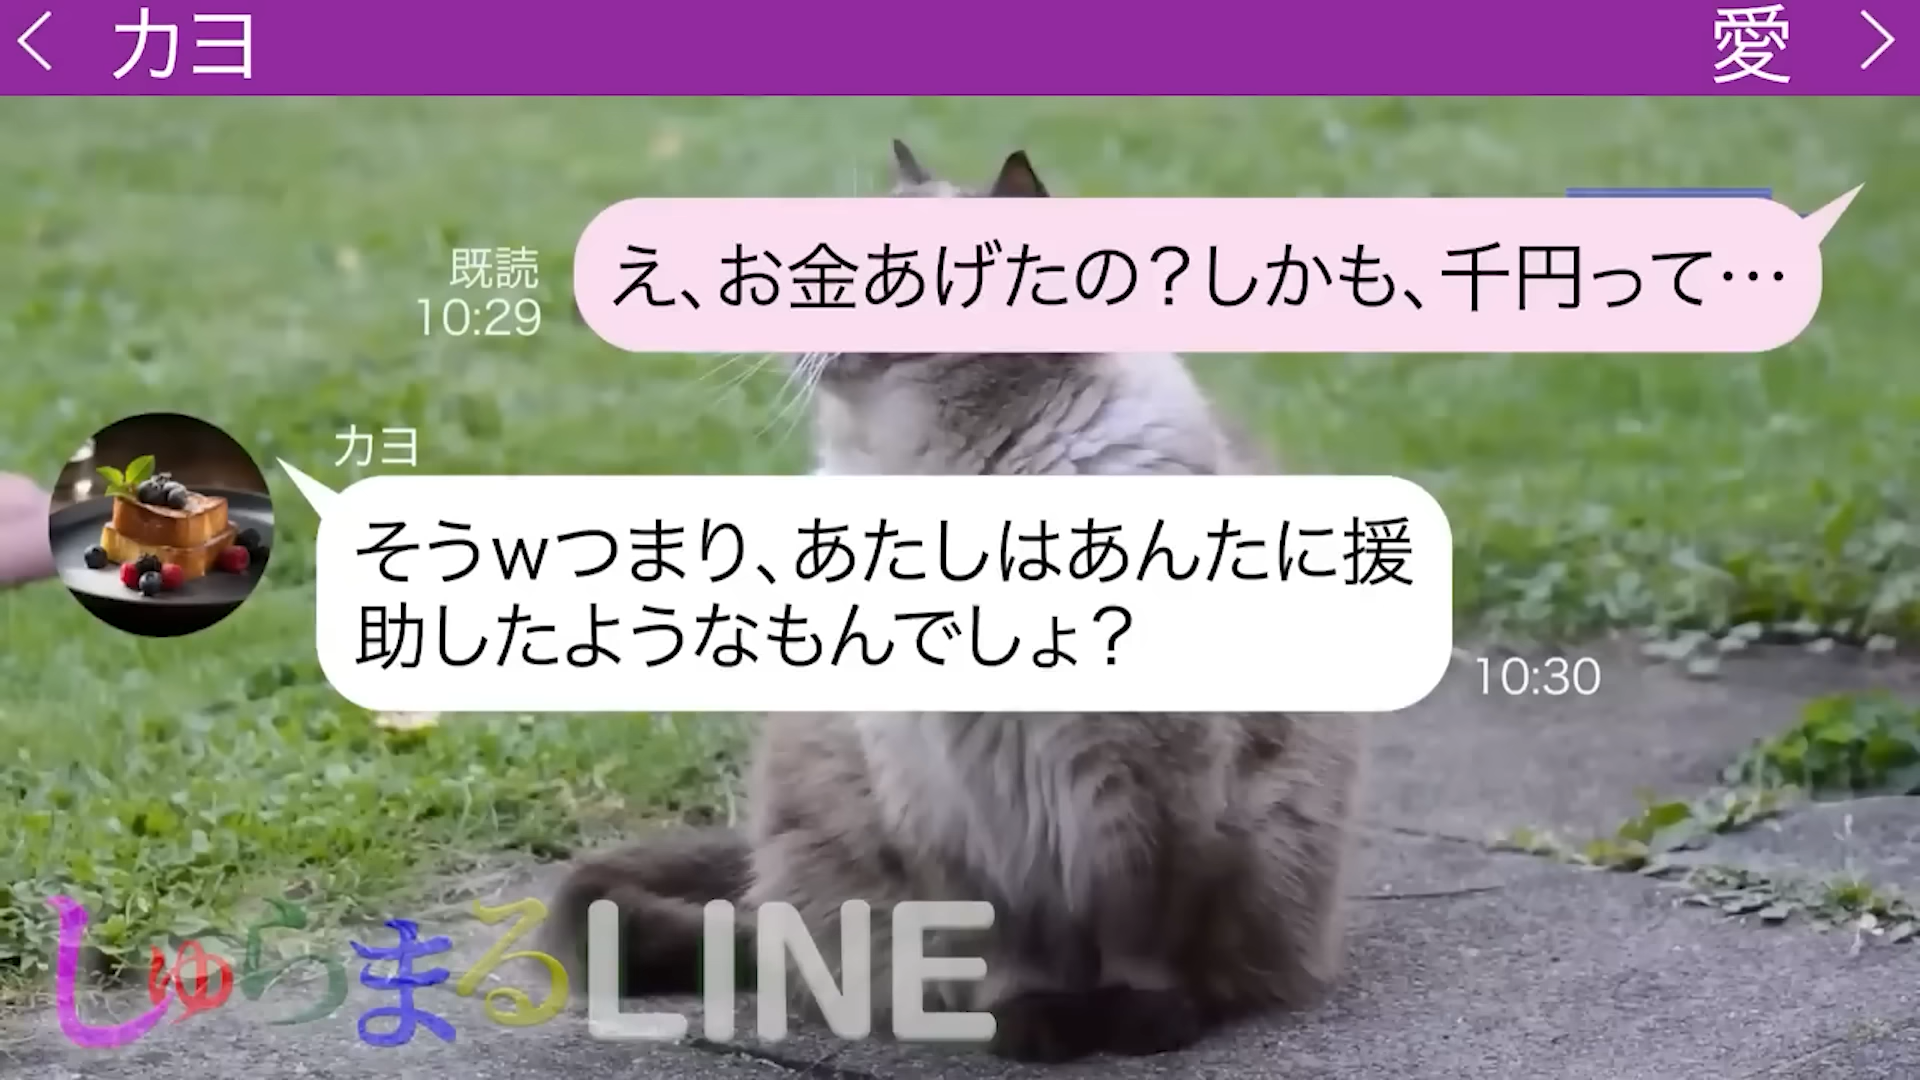 カヨ
愛
え、お金あげたの?しかも、千円って…
既読
10:29
カヨ
そうwつまり、あたしはあんたに援
助したようなもんでしょ?
10:30
しゅらまるLINE